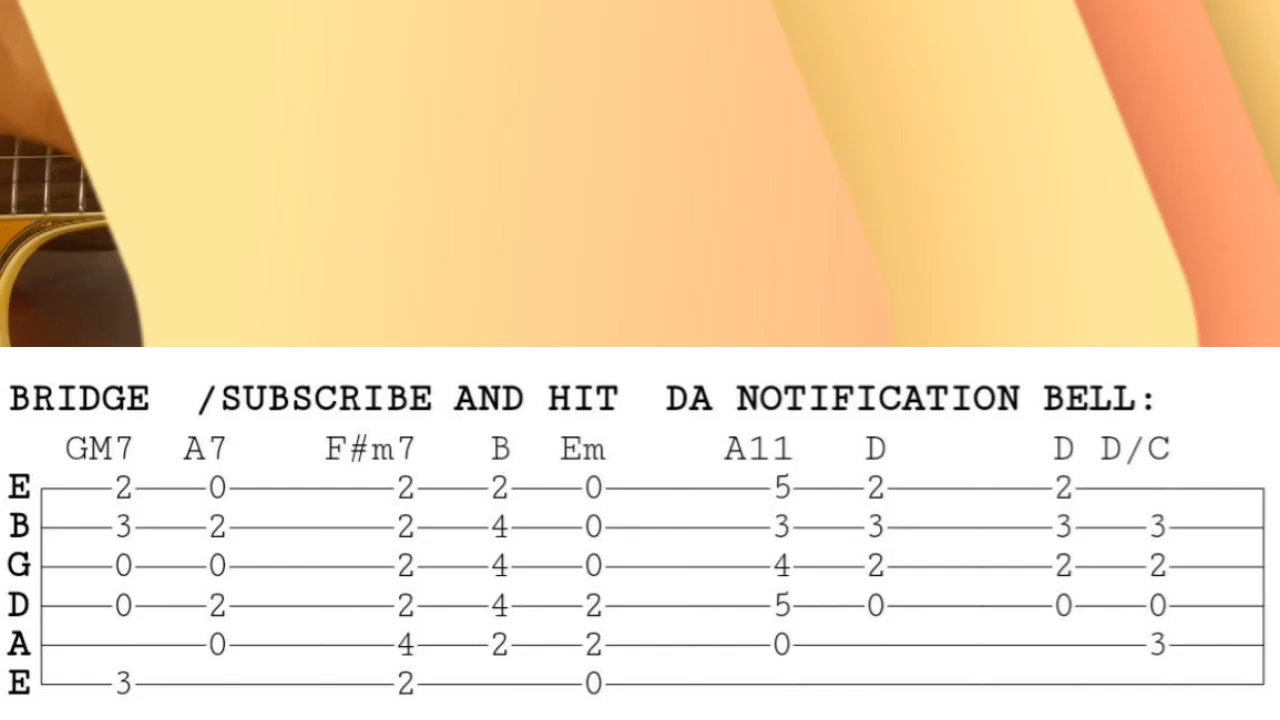 BRIDGE /SUBSCRIBE AND HIT DA NOTIFICATION BELL:
GM7 A7 F#m7 B Em A11 D D D/C
E 2 0 2 2 0 5 2 2
B 3 2 2 4 0 3 3 3 3
G 0 0 2 4 0 4 2 2 2
D 0 2 2 4 2 5 0 0 0
A 0 4 2 2 0 3
E 3 2 0